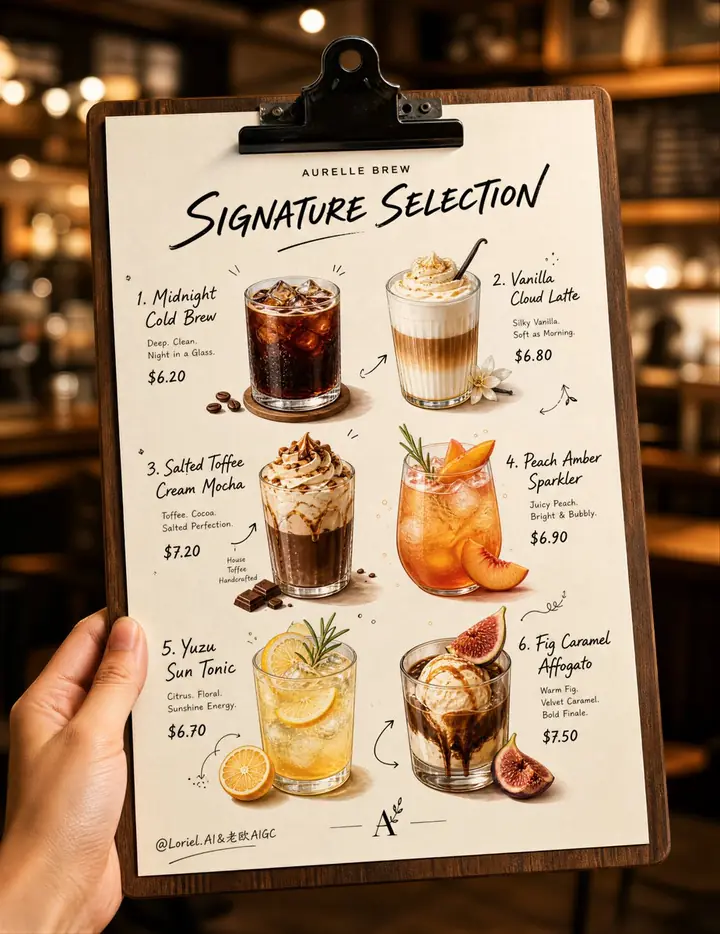 AURELLE BREW
SIGNATURE SELECTION
1. Midnight
Cold Brew
Deep. Clean.
Night in a Glass.
$6.20
2. Vanilla
Cloud Latte
Silky Vanilla.
Soft as Morning.
$6.80
3. Salted Toffee
Cream Mocha
Toffee. Cocoa.
Salted Perfection.
$7.20
House
Toffee
Handcrafted
4. Peach Amber
Sparkler
Juicy Peach.
Bright & Bubbly.
$6.90
5. Yuzu
Sun Tonic
Citrus. Floral.
Sunshine Energy.
$6.70
6. Fig Caramel
Affogato
Warm Fig.
Velvet Caramel.
Bold Finale.
$7.50
A
@Loriel.AI&老欧AIGC